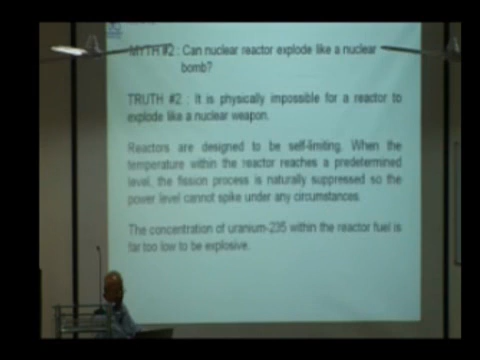 MYTH #2 : Can nuclear reactor explode like a nuclear
bomb?
TRUTH #2 : It is physically impossible for a reactor to
explode like a nuclear weapon.
Reactors are designed to be self-limiting. When the
temperature within the reactor reaches a predetermined
level, the fission process is naturally suppressed so the
power level cannot spike under any circumstances.
The concentration of uranium-235 within the reactor fuel is
far too low to be explosive.